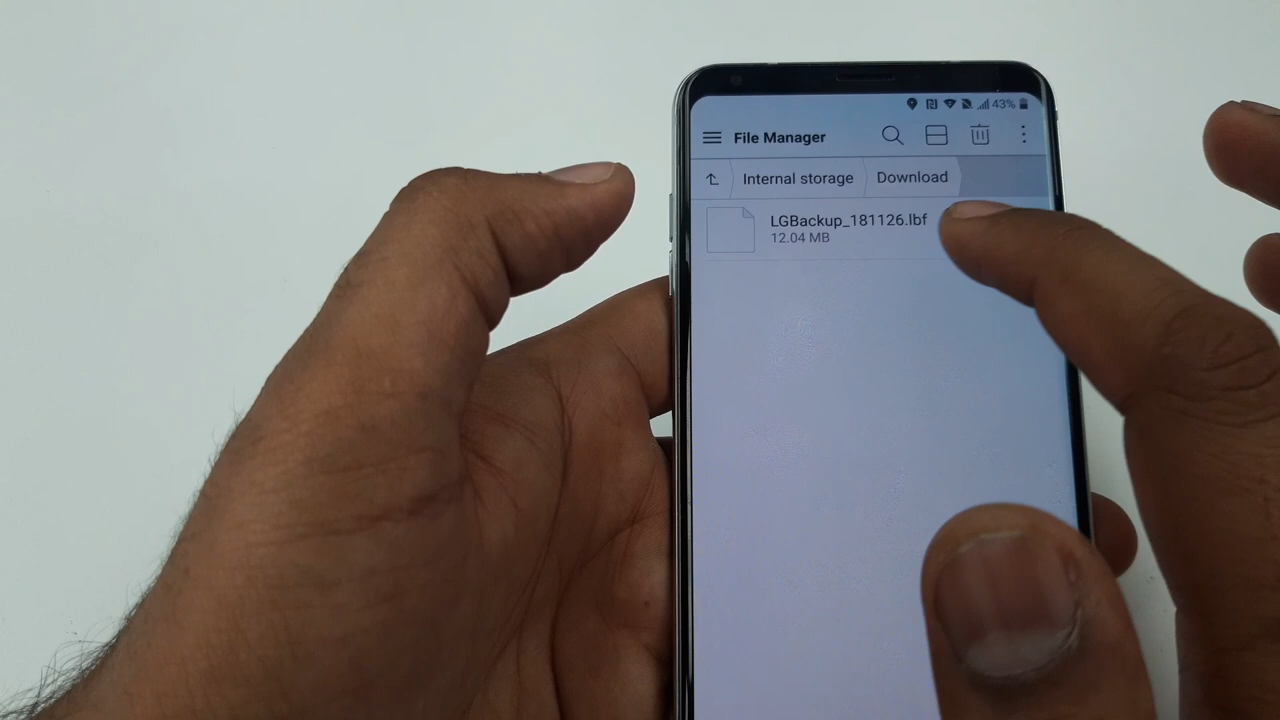 43%
File Manager
Internal storage
Download
LGBackup_181126.lbf
12.04 MB